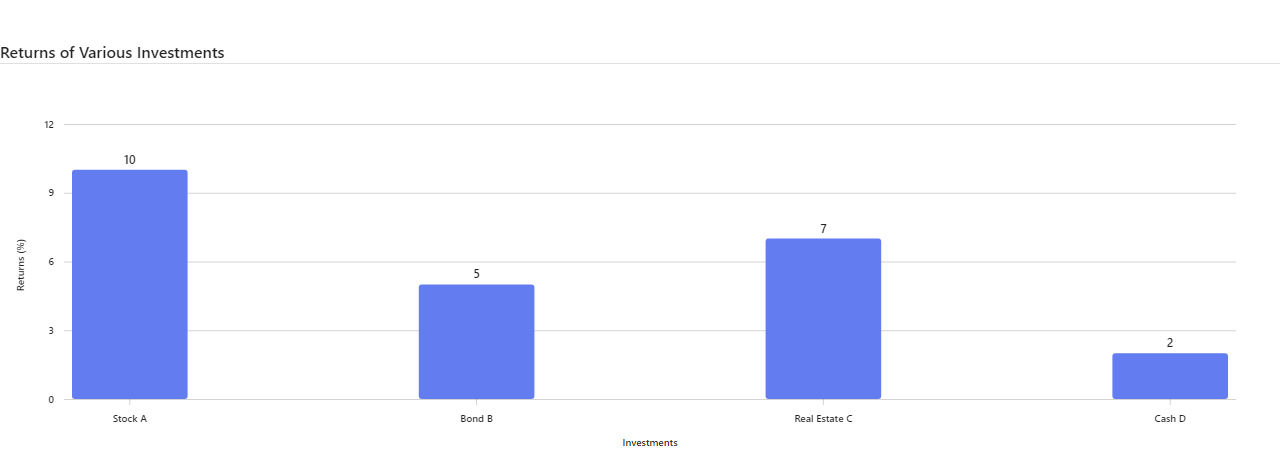 Returns of Various Investments
12
10
9
7
Returns (%)
6
5
3
2
0
Stock A
Bond B
Real Estate C
Cash D
Investments